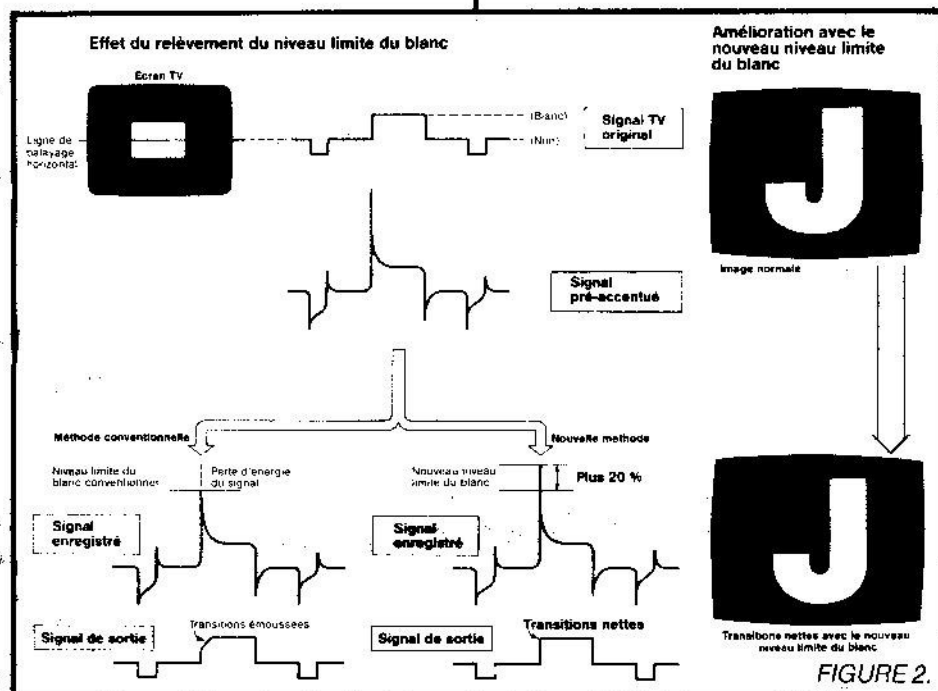 Effet du relèvement du niveau limite du blanc
Écran TV
Ligne de
balayage
horizontal
(Blanc)
(Noir)
Signal TV
original
Signal
pré-accentué
Méthode conventionnelle
Nouvelle methode
Niveau limite du
blanc conventionnel
Perte d'énergie
du signal
Nouveau niveau
limite du blanc
Plus 20 %
Signal
enregistré
Signal
enregistré
Signal de sortie
Transitions émoussées
Signal de sortie
Transitions nettes
Amélioration avec le
nouveau niveau limite
du blanc
J
Image normale
J
Transitions nettes avec le nouveau
niveau limite du blanc
FIGURE 2.